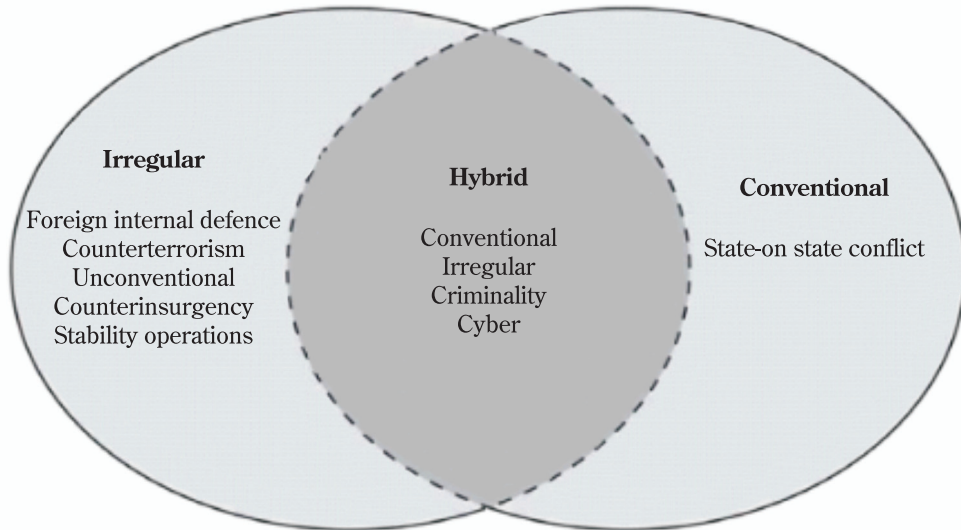 Irregular
Foreign internal defence
Counterterrorism
Unconventional
Counterinsurgency
Stability operations
Hybrid
Conventional
Irregular
Criminality
Cyber
Conventional
State-on state conflict